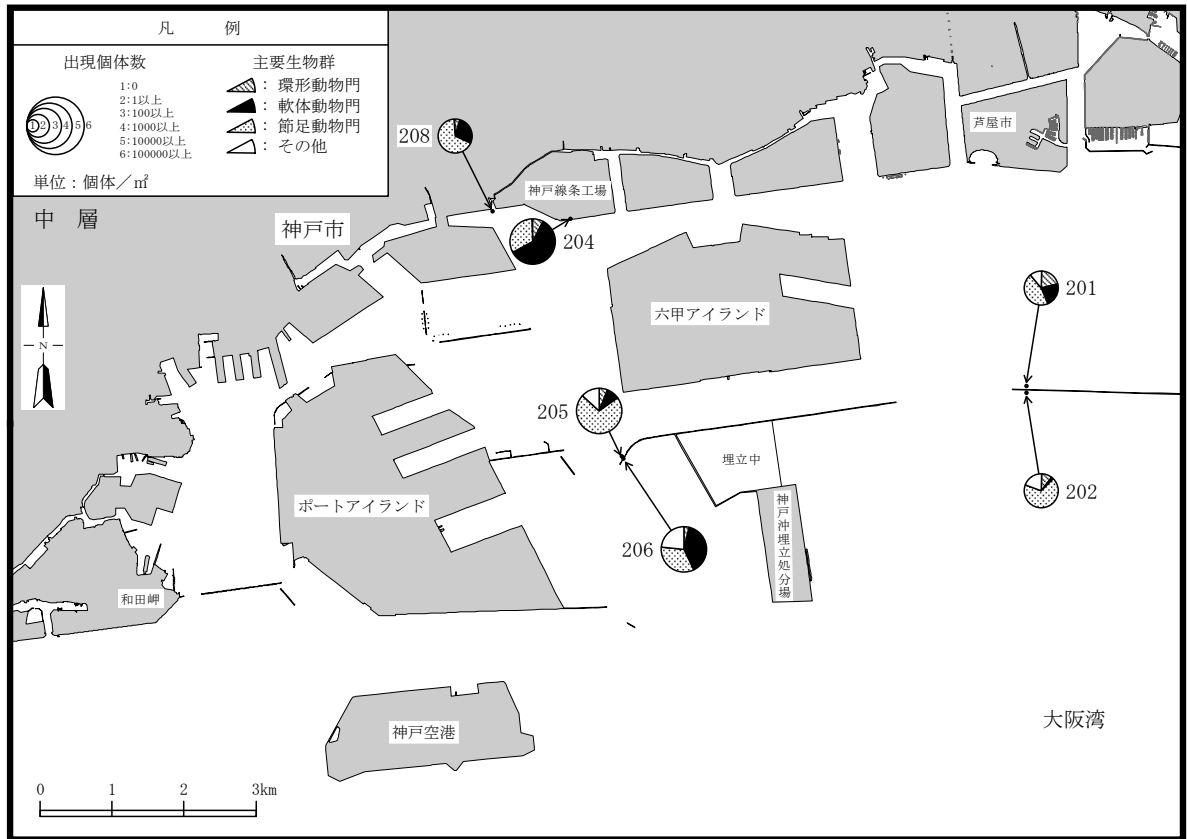 凡 例
出現個体数
1:0
2:1以上
3:100以上
4:1000以上
5:10000以上
6:100000以上
1 2 3 4 5 6
単位：個体／㎡
主要生物群
： 環形動物門
： 軟体動物門
： 節足動物門
： その他
中 層
208
神戸線条工場
芦屋市
神戸市
204
N
六甲アイランド
201
205
埋立中
ポートアイランド
神戸沖埋立処分場
202
206
和田岬
神戸空港
大阪湾
0 1 2 3km